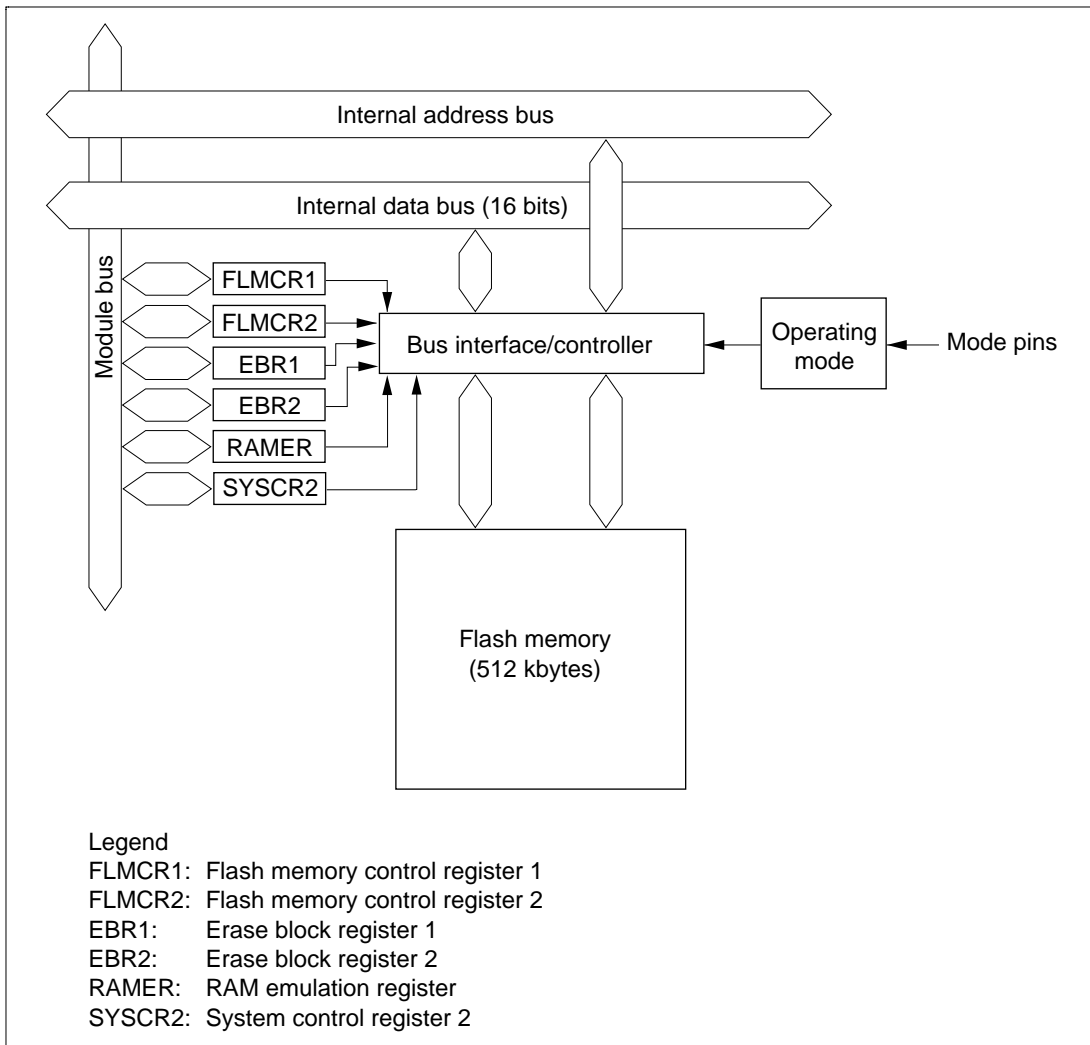 Internal address bus
Internal data bus (16 bits)
Module bus
FLMCR1
FLMCR2
EBR1
EBR2
RAMER
SYSCR2
Bus interface/controller
Operating
mode
Mode pins
Flash memory
(512 kbytes)
Legend
FLMCR1: Flash memory control register 1
FLMCR2: Flash memory control register 2
EBR1: Erase block register 1
EBR2: Erase block register 2
RAMER: RAM emulation register
SYSCR2: System control register 2